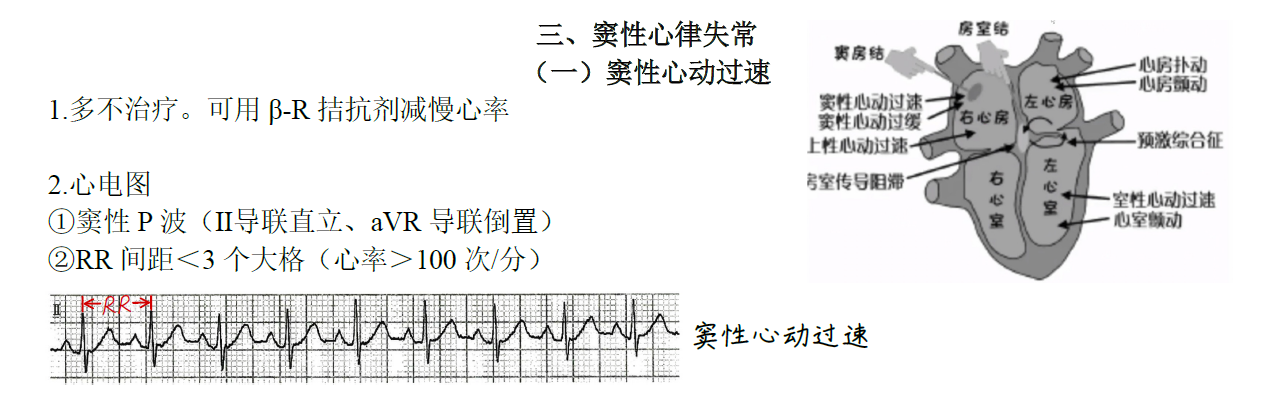 三、窦性心律失常
（一）窦性心动过速
1.多不治疗。可用 β-R 拮抗剂减慢心率
2.心电图
①窦性 P 波（II导联直立、aVR 导联倒置）
②RR 间距＜3 个大格（心率＞100 次/分）
II
RR
窦性心动过速
房室结
窦房结
心房扑动
心房颤动
窦性心动过速
窦性心动过缓
左心房
右心房
上性心动过速
预激综合征
房室传导阻滞
右心室
左心室
室性心动过速
心室颤动